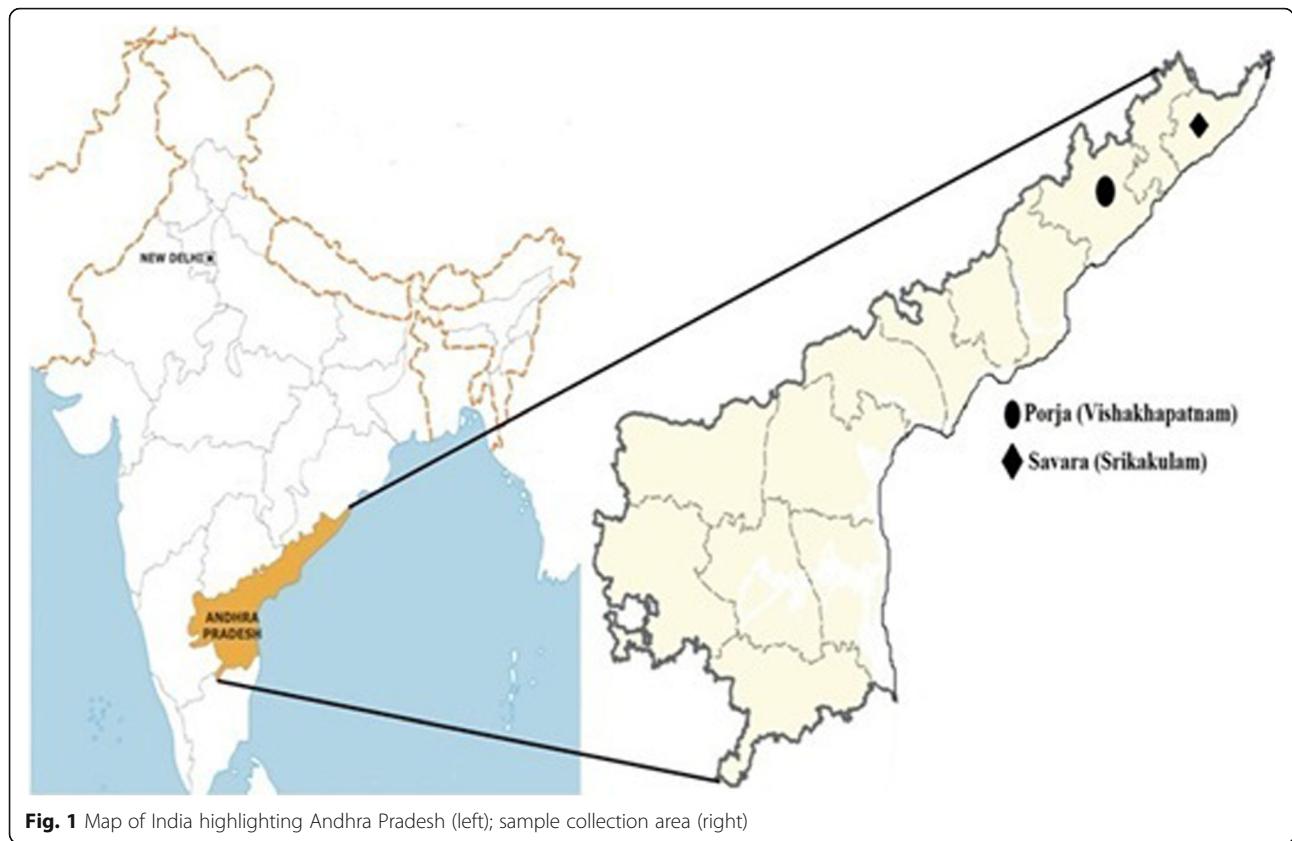 NEW DELHI
ANDHRA
PRADESH
Porja (Vishakhapatnam)
Savara (Srikakulam)
Fig. 1 Map of India highlighting Andhra Pradesh (left); sample collection area (right)